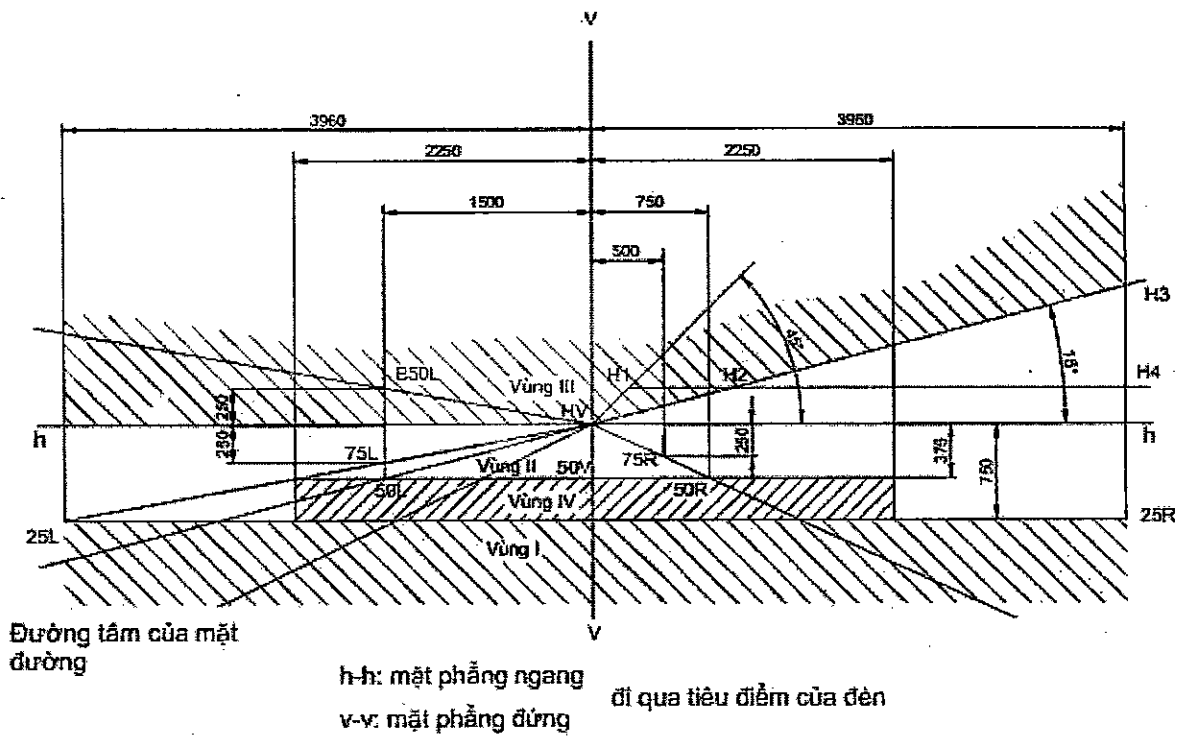 v
3960 3960
2250 2250
1500 750
500
H3
45°
15°
B50L Vùng III H1 H2 H4
250
HV
h h
250 75L 75R 250 375 750
Vùng II 50V
50L 50R
Vùng IV
25L 25R
Vùng I
Đường tâm của mặt
đường
v
h-h: mặt phẳng ngang
đi qua tiêu điểm của đèn
v-v: mặt phẳng đứng